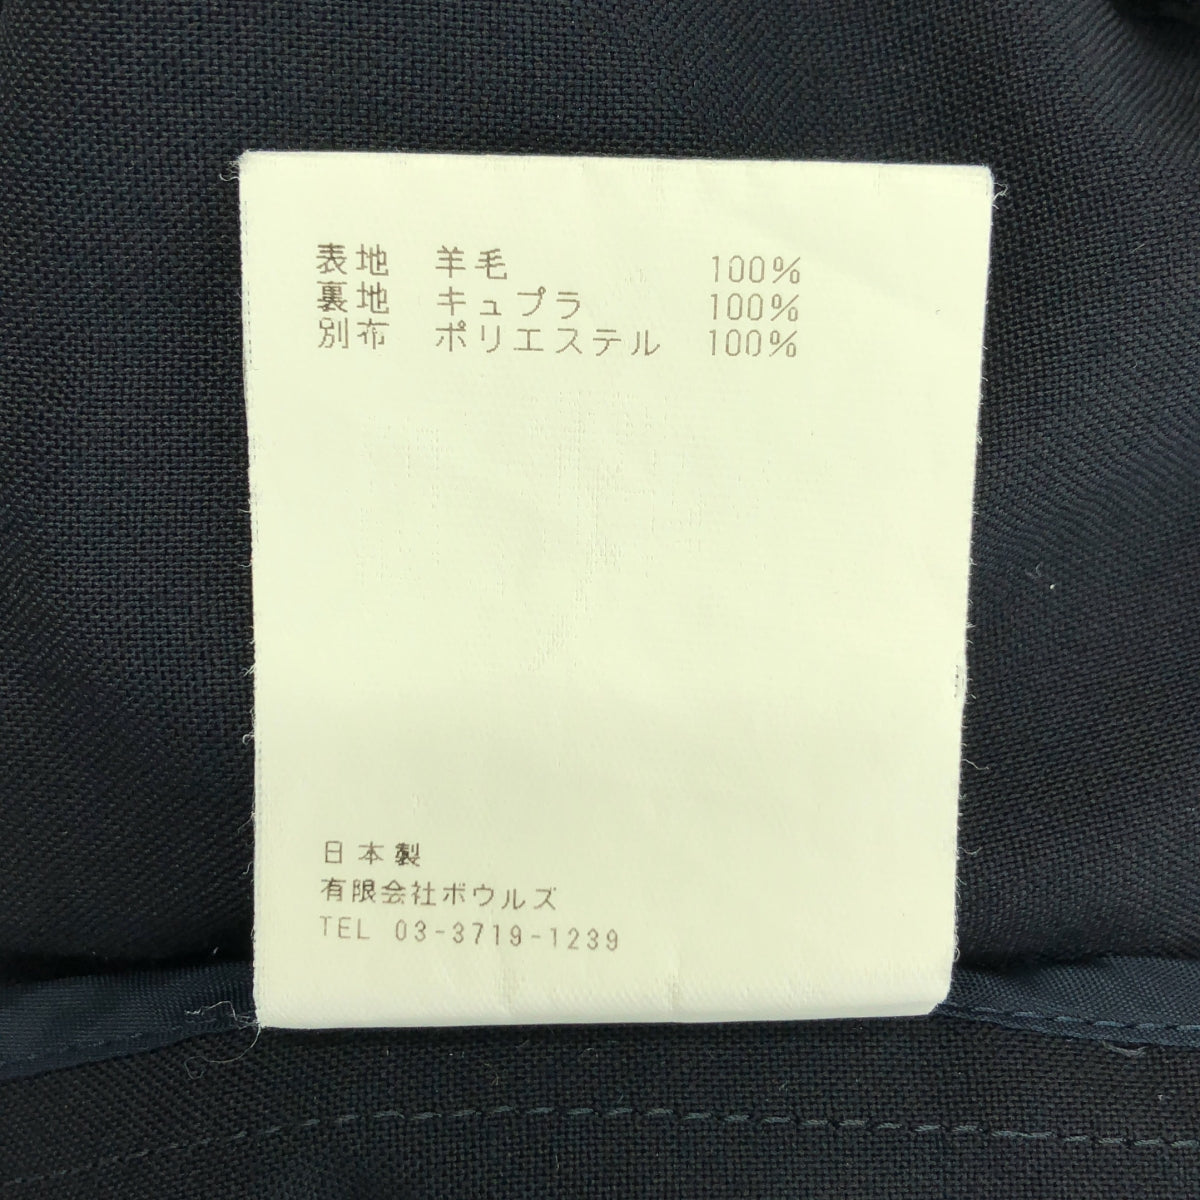 表地 羊毛 100%
裏地 キュプラ 100%
別布 ポリエステル 100%
日本製
有限会社ボウルズ
TEL 03-3719-1239